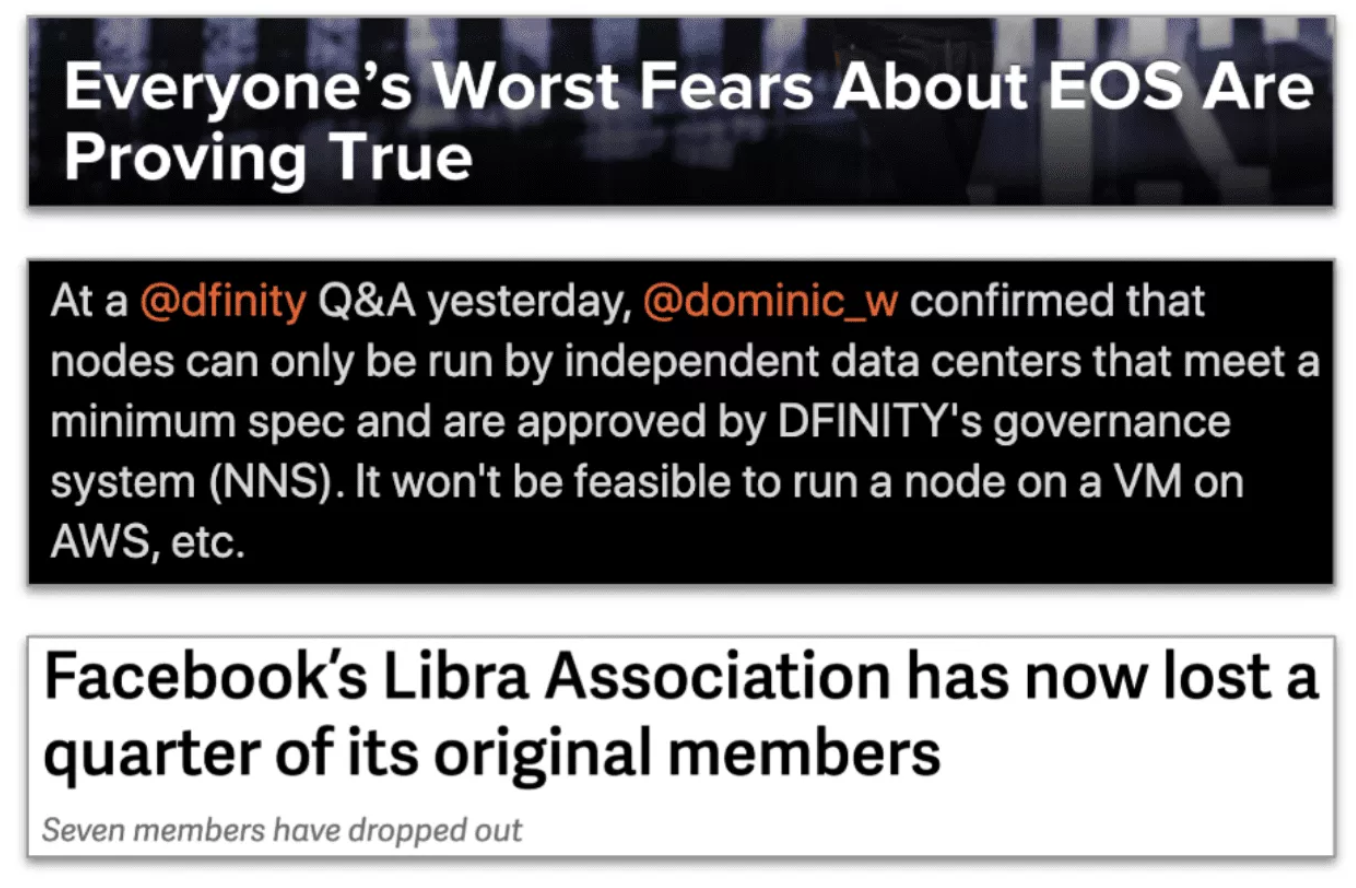 Everyone’s Worst Fears About EOS Are
Proving True
At a @dfinity Q&A yesterday, @dominic_w confirmed that
nodes can only be run by independent data centers that meet a
minimum spec and are approved by DFINITY's governance
system (NNS). It won't be feasible to run a node on a VM on
AWS, etc.
Facebook’s Libra Association has now lost a
quarter of its original members
Seven members have dropped out